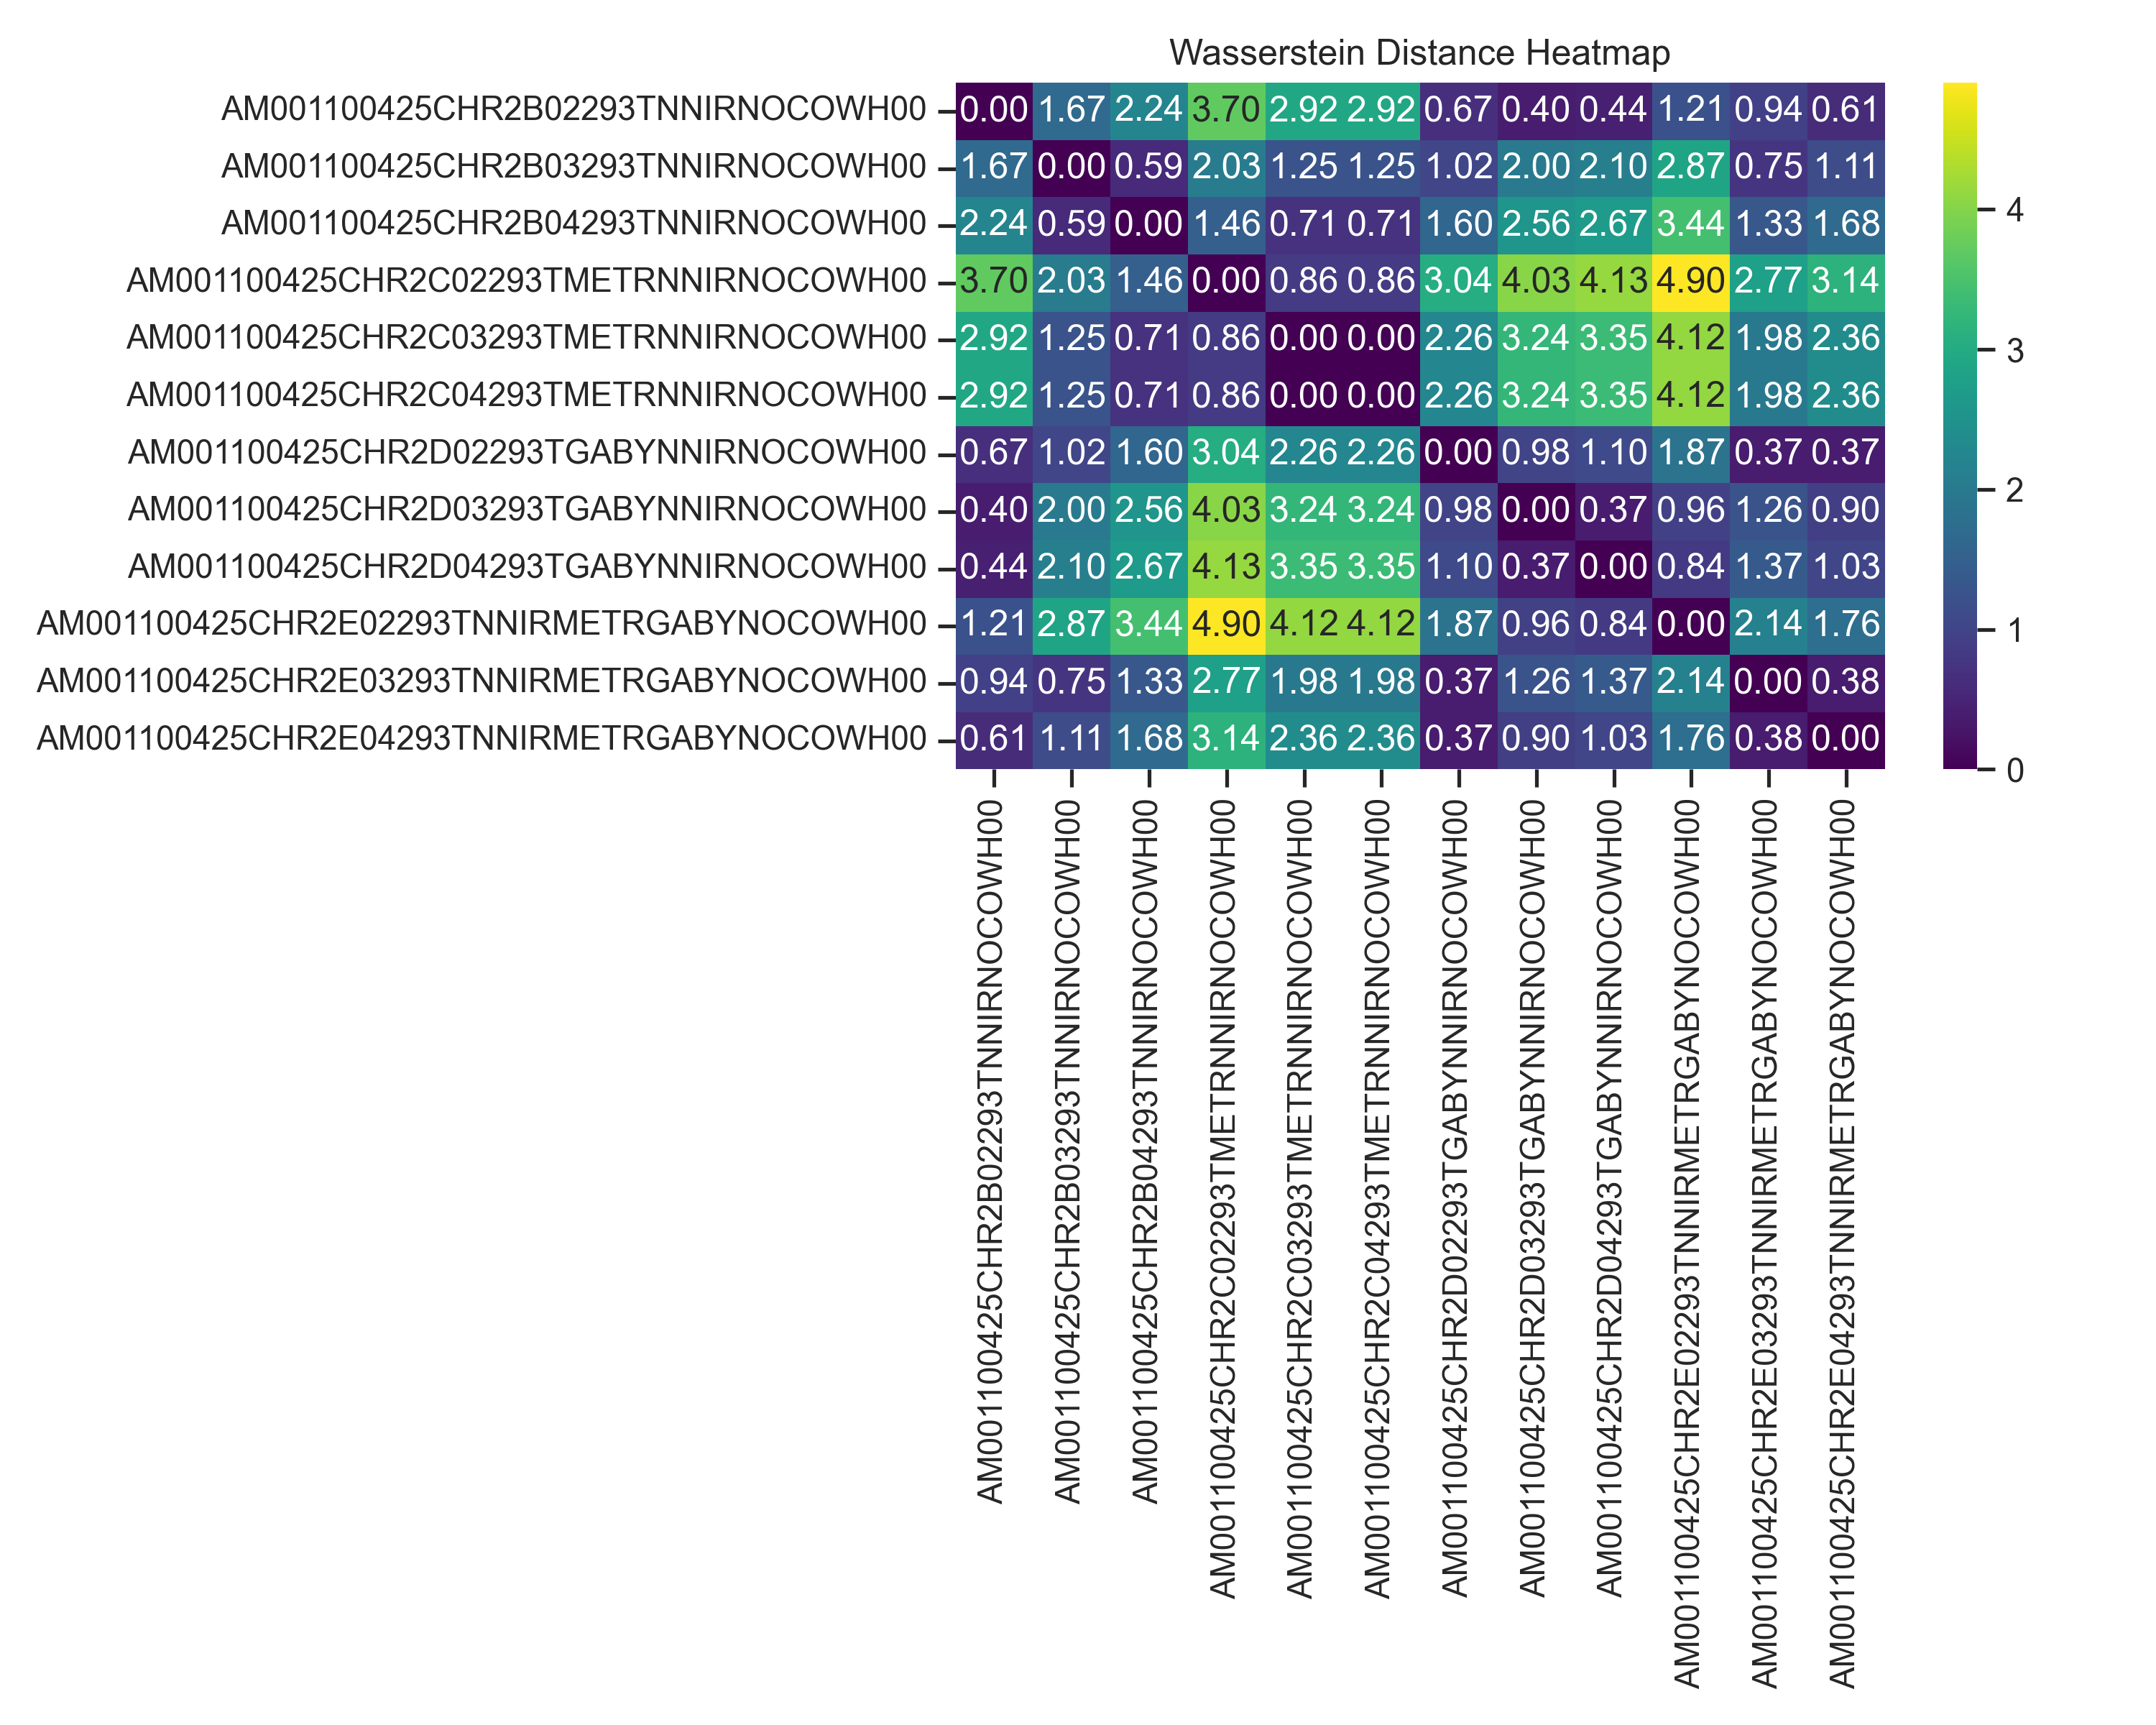 Wasserstein Distance Heatmap
AM001100425CHR2B02293TNNIRNOCOWH00 0.00 1.67 2.24 3.70 2.92 2.92 0.67 0.40 0.44 1.21 0.94 0.61
AM001100425CHR2B03293TNNIRNOCOWH00 1.67 0.00 0.59 2.03 1.25 1.25 1.02 2.00 2.10 2.87 0.75 1.11
AM001100425CHR2B04293TNNIRNOCOWH00 2.24 0.59 0.00 1.46 0.71 0.71 1.60 2.56 2.67 3.44 1.33 1.68
AM001100425CHR2C02293TMETRNNIRNOCOWH00 3.70 2.03 1.46 0.00 0.86 0.86 3.04 4.03 4.13 4.90 2.77 3.14
AM001100425CHR2C03293TMETRNNIRNOCOWH00 2.92 1.25 0.71 0.86 0.00 0.00 2.26 3.24 3.35 4.12 1.98 2.36
AM001100425CHR2C04293TMETRNNIRNOCOWH00 2.92 1.25 0.71 0.86 0.00 0.00 2.26 3.24 3.35 4.12 1.98 2.36
AM001100425CHR2D02293TGABYNNIRNOCOWH00 0.67 1.02 1.60 3.04 2.26 2.26 0.00 0.98 1.10 1.87 0.37 0.37
AM001100425CHR2D03293TGABYNNIRNOCOWH00 0.40 2.00 2.56 4.03 3.24 3.24 0.98 0.00 0.37 0.96 1.26 0.90
AM001100425CHR2D04293TGABYNNIRNOCOWH00 0.44 2.10 2.67 4.13 3.35 3.35 1.10 0.37 0.00 0.84 1.37 1.03
AM001100425CHR2E02293TNNIRMETRGABYNOCOWH00 1.21 2.87 3.44 4.90 4.12 4.12 1.87 0.96 0.84 0.00 2.14 1.76
AM001100425CHR2E03293TNNIRMETRGABYNOCOWH00 0.94 0.75 1.33 2.77 1.98 1.98 0.37 1.26 1.37 2.14 0.00 0.38
AM001100425CHR2E04293TNNIRMETRGABYNOCOWH00 0.61 1.11 1.68 3.14 2.36 2.36 0.37 0.90 1.03 1.76 0.38 0.00
4
3
2
1
0
AM001100425CHR2B02293TNNIRNOCOWH00
AM001100425CHR2B03293TNNIRNOCOWH00
AM001100425CHR2B04293TNNIRNOCOWH00
AM001100425CHR2C02293TMETRNNIRNOCOWH00
AM001100425CHR2C03293TMETRNNIRNOCOWH00
AM001100425CHR2C04293TMETRNNIRNOCOWH00
AM001100425CHR2D02293TGABYNNIRNOCOWH00
AM001100425CHR2D03293TGABYNNIRNOCOWH00
AM001100425CHR2D04293TGABYNNIRNOCOWH00
AM001100425CHR2E02293TNNIRMETRGABYNOCOWH00
AM001100425CHR2E03293TNNIRMETRGABYNOCOWH00
AM001100425CHR2E04293TNNIRMETRGABYNOCOWH00